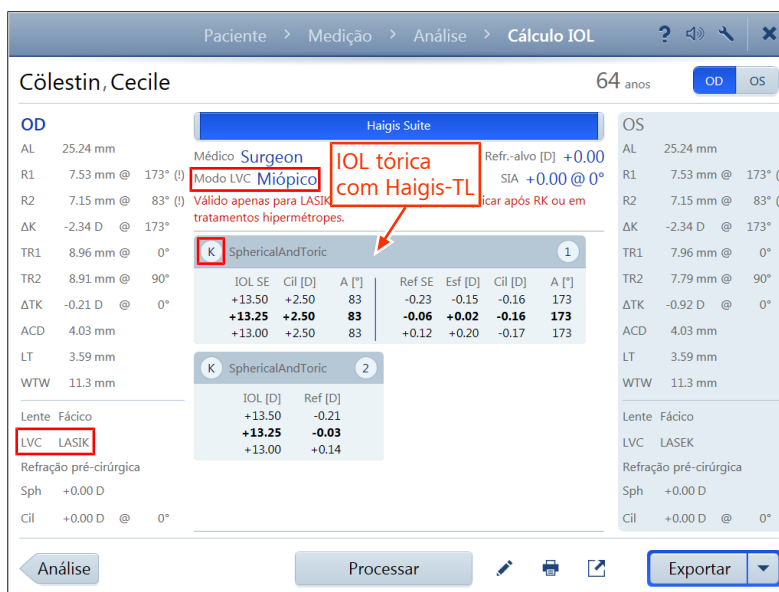 Paciente > Medição > Análise > Cálculo IOL ?
Cölestin, Cecile 64 anos OD OS
OD
AL 25.24 mm
R1 7.53 mm @ 173° (!)
R2 7.15 mm @ 83° (!)
ΔK -2.34 D @ 173°
TR1 8.96 mm @ 0°
TR2 8.91 mm @ 90°
ΔTK -0.21 D @ 0°
ACD 4.03 mm
LT 3.59 mm
WTW 11.3 mm
Lente Fácico
LVC LASIK
Refração pré-cirúrgica
Sph +0.00 D
Cil +0.00 D @ 0°
Haigis Suite
Médico Surgeon Refr.-alvo [D] +0.00
Modo LVC Miópico SIA +0.00 @ 0°
IOL tórica
com Haigis-TL
Válido apenas para LASIK icar após RK ou em
tratamentos hipermétropes.
K SphericalAndToric 1
IOL SE Cil [D] A [°] Ref SE Esf [D] Cil [D] A [°]
+13.50 +2.50 83 -0.23 -0.15 -0.16 173
+13.25 +2.50 83 -0.06 +0.02 -0.16 173
+13.00 +2.50 83 +0.12 +0.20 -0.17 173
K SphericalAndToric 2
IOL [D] Ref [D]
+13.50 -0.21
+13.25 -0.03
+13.00 +0.14
OS
AL 25.24 mm
R1 7.53 mm @ 173° (
R2 7.15 mm @ 83° (
ΔK -2.34 D @ 173°
TR1 7.96 mm @ 0°
TR2 7.79 mm @ 90°
ΔTK -0.92 D @ 0°
ACD 4.03 mm
LT 3.59 mm
WTW 11.3 mm
Lente Fácico
LVC LASEK
Refração pré-cirúrgica
Sph +0.00 D
Cil +0.00 D @ 0°
Análise Processar Exportar